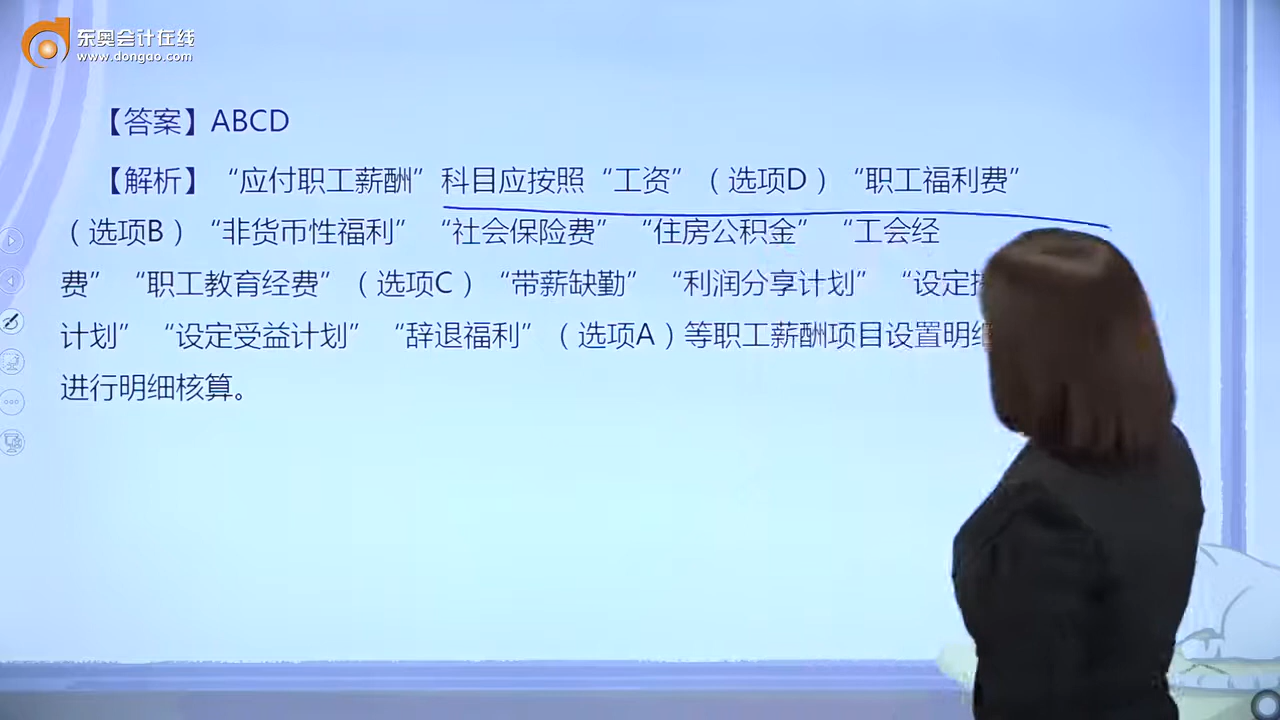 东奥会计在线
www.dongao.com
【答案】ABCD
【解析】“应付职工薪酬”科目应按照“工资”（选项D）“职工福利费”
（选项B）“非货币性福利”“社会保险费”“住房公积金”“工会经
费”“职工教育经费”（选项C）“带薪缺勤”“利润分享计划”“设定
计划”“设定受益计划”“辞退福利”（选项A）等职工薪酬项目设置明
进行明细核算。